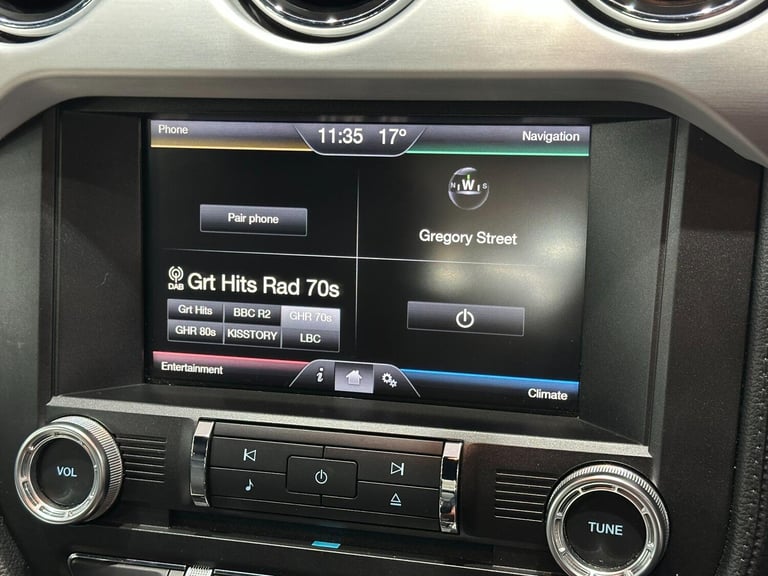 Phone
11:35 17°
Navigation
Pair phone
N W S
Gregory Street
DAB
Grt Hits Rad 70s
Grt Hits BBC R2 GHR 70s
GHR 80s KISSTORY LBC
Entertainment
i
Climate
VOL
TUNE